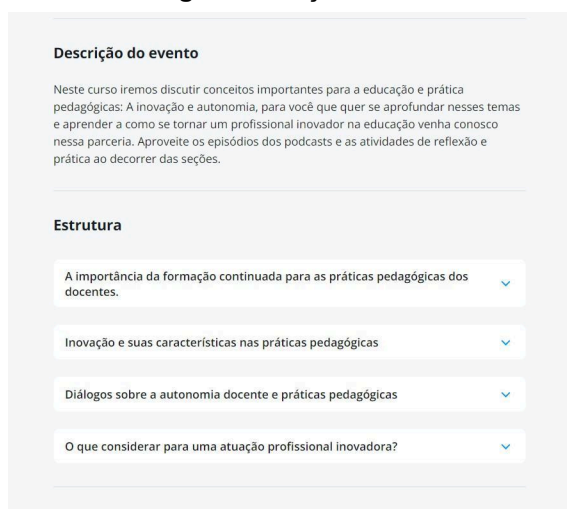 Descrição do evento
Neste curso iremos discutir conceitos importantes para a educação e prática
pedagógicas: A inovação e autonomia, para você que quer se aprofundar nesses temas
e aprender a como se tornar um profissional inovador na educação venha conosco
nessa parceria. Aproveite os episódios dos podcasts e as atividades de reflexão e
prática ao decorrer das seções.
Estrutura
A importância da formação continuada para as práticas pedagógicas dos
docentes.
Inovação e suas características nas práticas pedagógicas
Diálogos sobre a autonomia docente e práticas pedagógicas
O que considerar para uma atuação profissional inovadora?